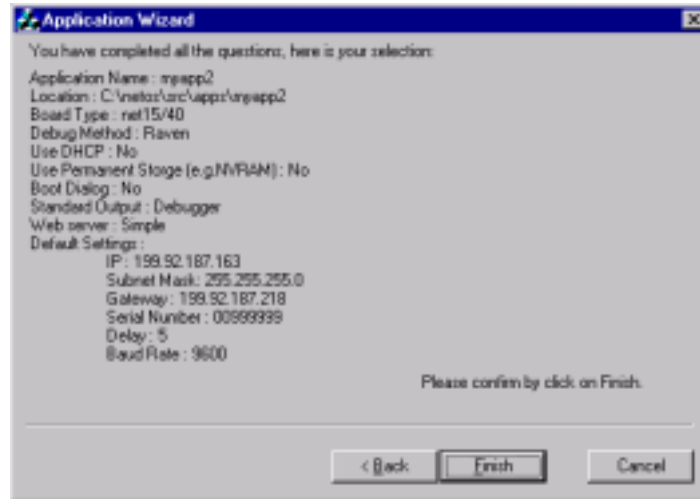 Application Wizard
You have completed all the questions, here is your selection:
Application Name : myapp2
Location : C:\netos\src\apps\myapp2
Board Type : net15/40
Debug Method : Raven
Use DHCP : No
Use Permanent Storge (e.g.NVRAM) : No
Boot Dialog : No
Standard Output : Debugger
Web server : Simple
Default Settings :
IP : 199.92.187.163
Subnet Mask: 255.255.255.0
Gateway : 199.92.187.218
Serial Number : 00999999
Delay : 5
Baud Rate : 9600
Please confirm by click on Finish.
< Back Finish Cancel